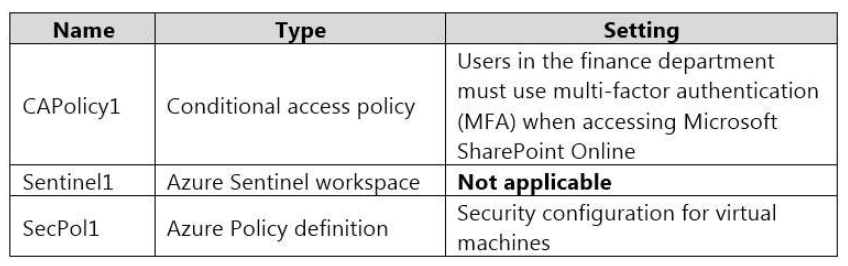 Name Type Setting
Users in the finance department
must use multi-factor authentication
CAPolicy1 Conditional access policy
(MFA) when accessing Microsoft
SharePoint Online
Sentinel1 Azure Sentinel workspace Not applicable
Security configuration for virtual
SecPol1 Azure Policy definition
machines